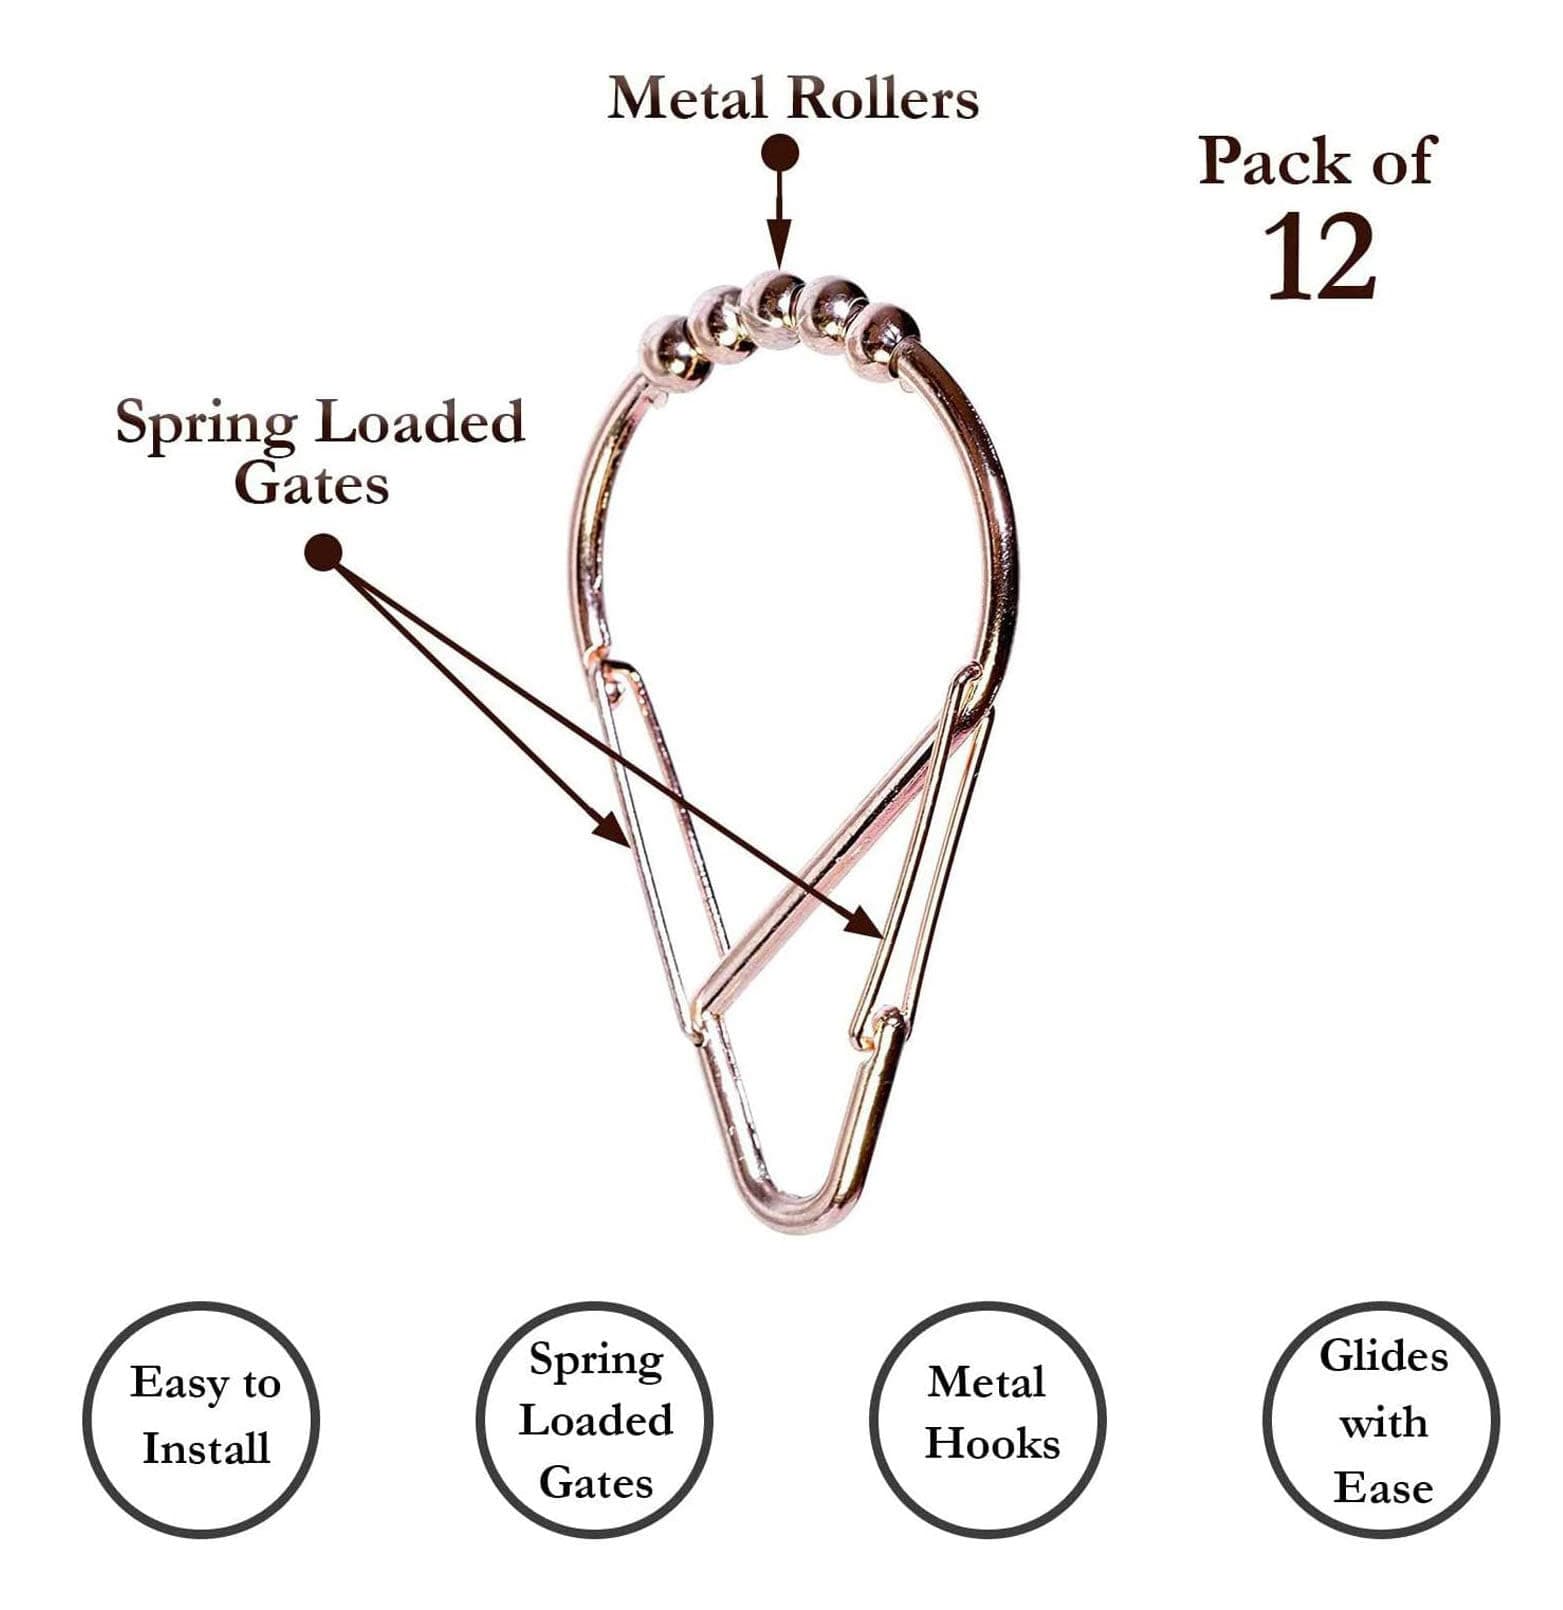 Metal Rollers
Pack of
12
Spring Loaded
Gates
Easy to
Install
Spring
Loaded
Gates
Metal
Hooks
Glides
with
Ease